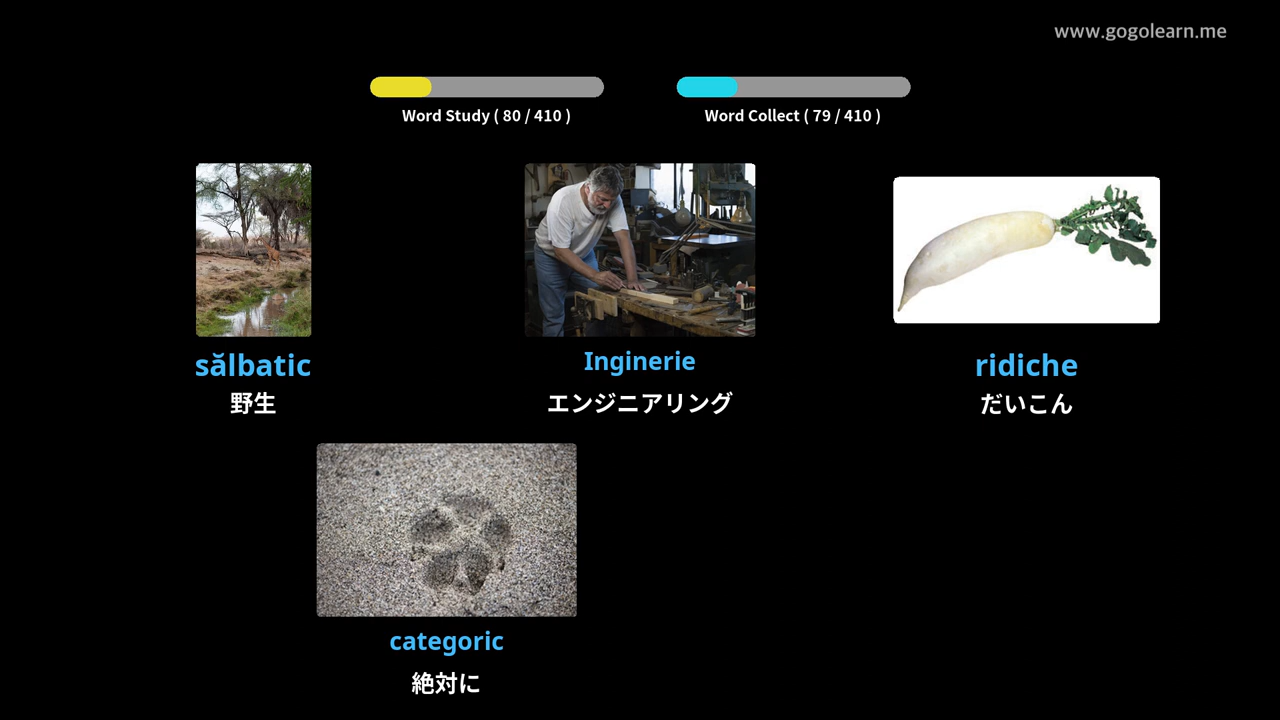 www.gogolearn.me
Word Study ( 80 / 410 )
Word Collect ( 79 / 410 )
sălbatic
野生
Inginerie
エンジニアリング
ridiche
だいこん
categoric
絶対に